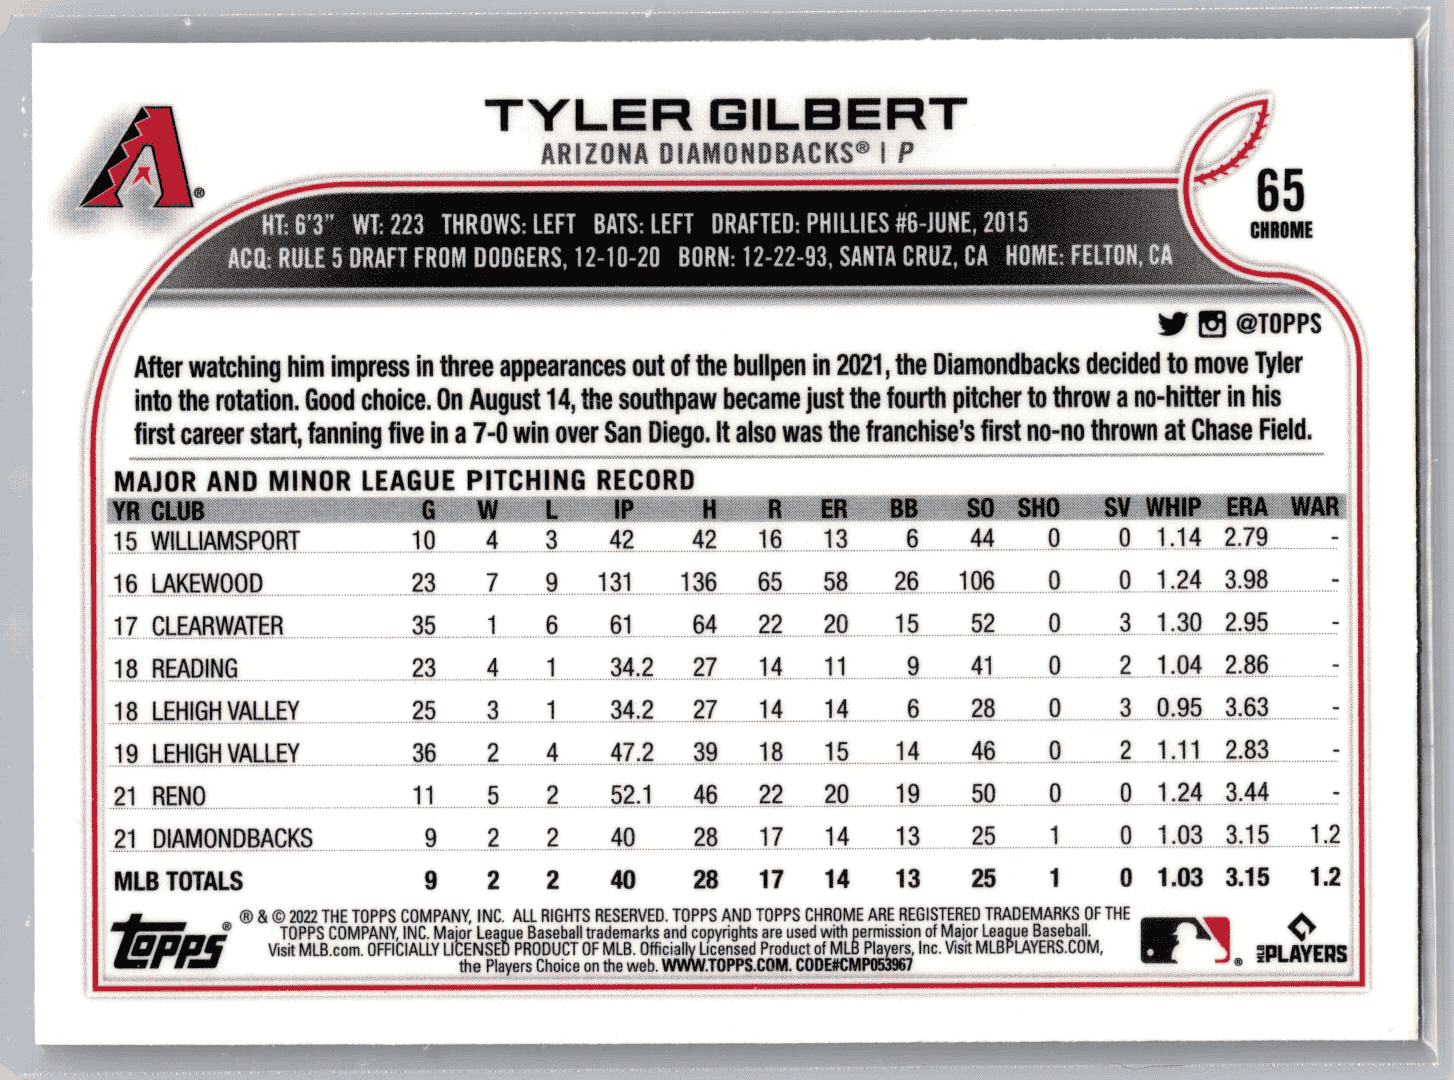 TYLER GILBERT
ARIZONA DIAMONDBACKS® | P
65
CHROME
HT: 6'3" WT: 223 THROWS: LEFT BATS: LEFT DRAFTED: PHILLIES #6-JUNE, 2015
ACQ: RULE 5 DRAFT FROM DODGERS, 12-10-20 BORN: 12-22-93, SANTA CRUZ, CA HOME: FELTON, CA
@TOPPS
After watching him impress in three appearances out of the bullpen in 2021, the Diamondbacks decided to move Tyler
into the rotation. Good choice. On August 14, the southpaw became just the fourth pitcher to throw a no-hitter in his
first career start, fanning five in a 7-0 win over San Diego. It also was the franchise's first no-no thrown at Chase Field.
MAJOR AND MINOR LEAGUE PITCHING RECORD
YR CLUB G W L IP H R ER BB SO SHO SV WHIP ERA WAR
15 WILLIAMSPORT 10 4 3 42 42 16 13 6 44 0 0 1.14 2.79 -
16 LAKEWOOD 23 7 9 131 136 65 58 26 106 0 0 1.24 3.98 -
17 CLEARWATER 35 1 6 61 64 22 20 15 52 0 3 1.30 2.95 -
18 READING 23 4 1 34.2 27 14 11 9 41 0 2 1.04 2.86 -
18 LEHIGH VALLEY 25 3 1 34.2 27 14 14 6 28 0 3 0.95 3.63 -
19 LEHIGH VALLEY 36 2 4 47.2 39 18 15 14 46 0 2 1.11 2.83 -
21 RENO 11 5 2 52.1 46 22 20 19 50 0 0 1.24 3.44 -
21 DIAMONDBACKS 9 2 2 40 28 17 14 13 25 1 0 1.03 3.15 1.2
MLB TOTALS 9 2 2 40 28 17 14 13 25 1 0 1.03 3.15 1.2
topps®
® & © 2022 THE TOPPS COMPANY, INC. ALL RIGHTS RESERVED. TOPPS AND TOPPS CHROME ARE REGISTERED TRADEMARKS OF THE
TOPPS COMPANY, INC. Major League Baseball trademarks and copyrights are used with permission of Major League Baseball.
Visit MLB.com. OFFICIALLY LICENSED PRODUCT OF MLB. Officially Licensed Product of MLB Players, Inc. Visit MLBPLAYERS.COM,
the Players Choice on the web. WWW.TOPPS.COM. CODE#CMP053967
MLB PLAYERS